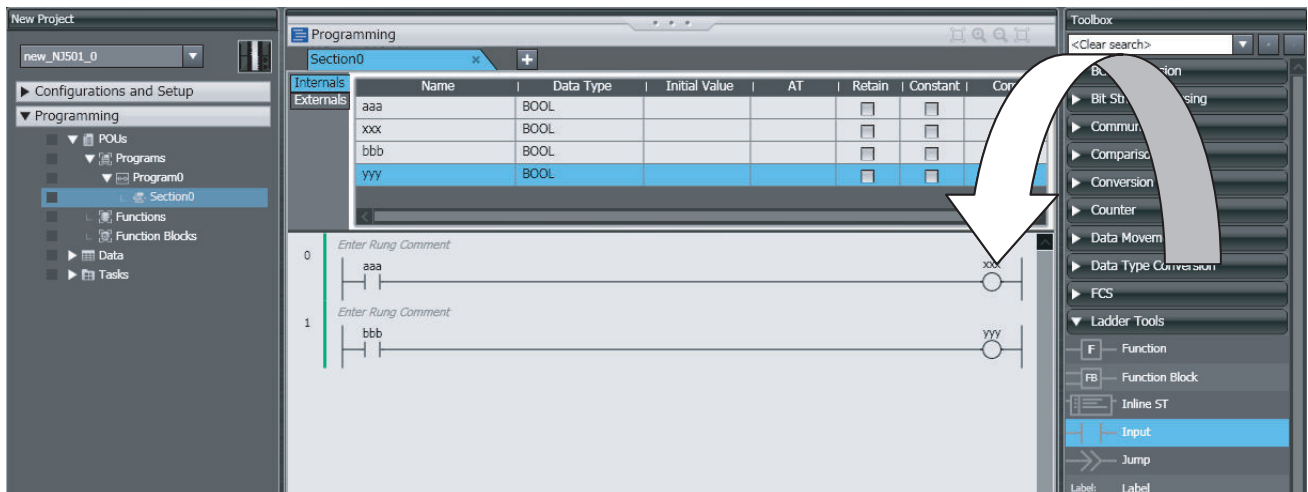 New Project
new_NJ501_0
Configurations and Setup
Programming
POUs
Programs
Program0
Section0
Functions
Function Blocks
Data
Tasks
Programming
Section0 × +
Internals
Externals
Name Data Type Initial Value AT Retain Constant
aaa BOOL
xxx BOOL
bbb BOOL
yyy BOOL
0 Enter Rung Comment
aaa xxx
1 Enter Rung Comment
bbb yyy
Toolbox
<Clear search>
Bit
Comparison
Conversion
Counter
Data
Data Type Conversion
FCS
Ladder Tools
F Function
FB Function Block
Inline ST
Input
Jump
Label: Label